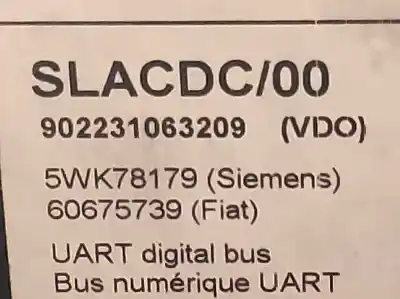 SLACDC/00
902231063209 (VDO)
5WK78179 (Siemens)
60675739 (Fiat)
UART digital bus
Bus numérique UART